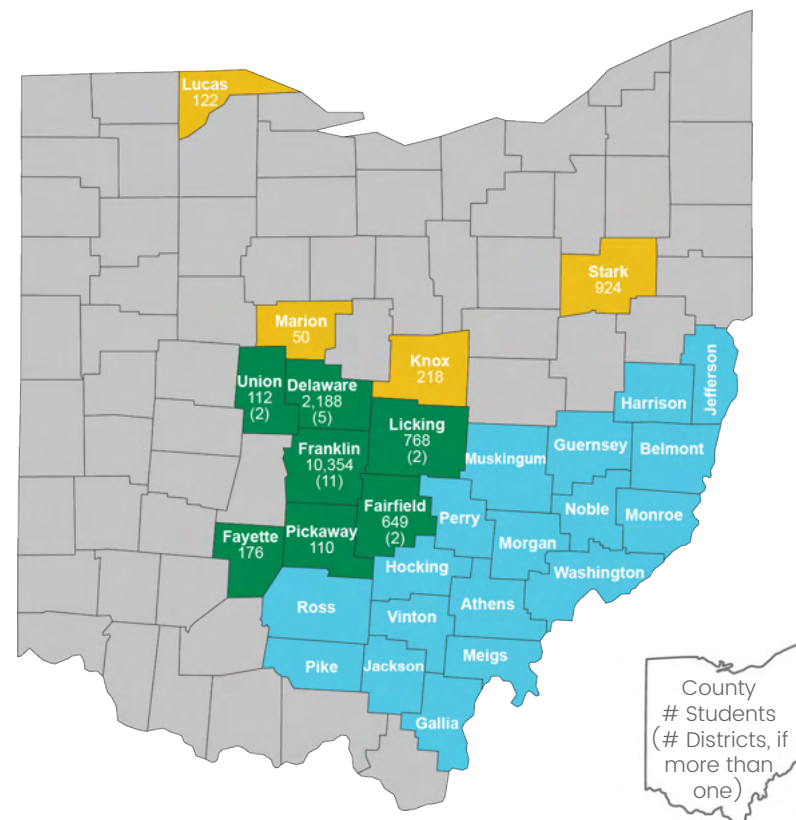 Lucas
122
Stark
924
Marion
50
Knox
218
Union
112
(2)
Delaware
2,188
(5)
Licking
768
(2)
Franklin
10,354
(11)
Fairfield
649
(2)
Fayette
176
Pickaway
110
Jefferson
Harrison
Muskingum
Guernsey
Belmont
Perry
Noble
Monroe
Morgan
Hocking
Washington
Ross
Vinton
Athens
Pike
Jackson
Meigs
Gallia
County
# Students
(# Districts, if
more than
one)